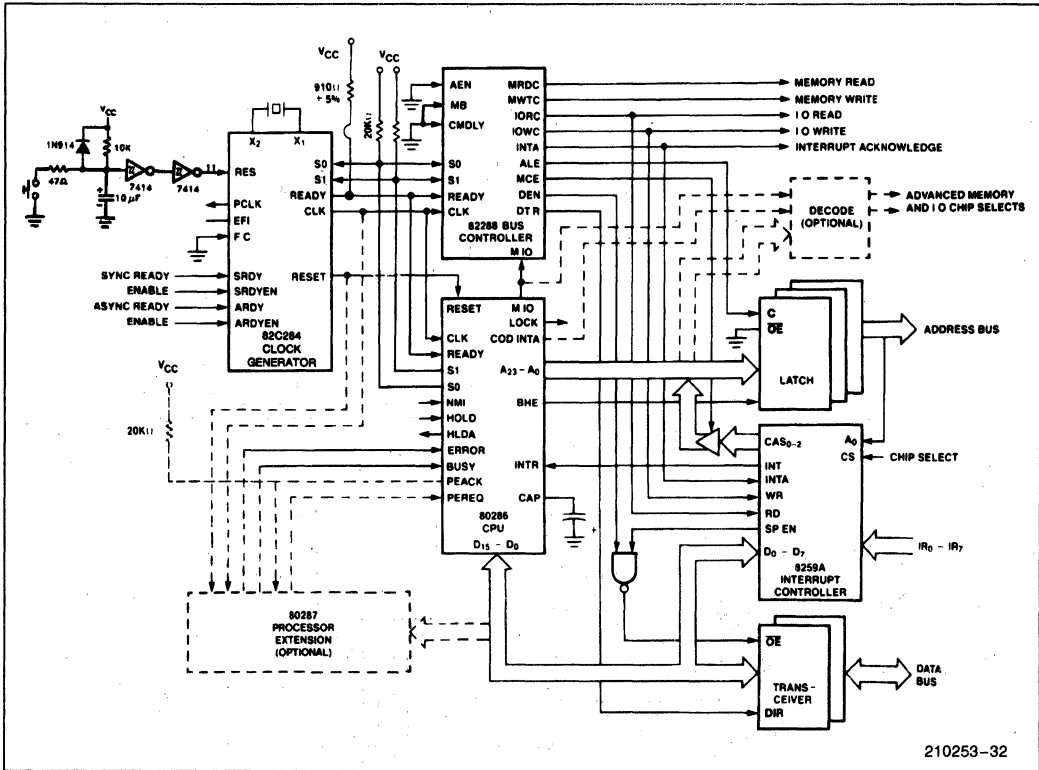 VCC
1N914
10K
47Ω
10 µF
7414
7414
X2
X1
RES
PCLK
EFI
F C
SYNC READY
ENABLE
ASYNC READY
ENABLE
SRDY
SRDYEN
ARDY
ARDYEN
S0
S1
READY
CLK
RESET
82C284
CLOCK
GENERATOR
VCC
910Ω
+ 5%
VCC
20KΩ
AEN
MB
CMDLY
S0
S1
READY
CLK
MRDC
MWTC
IORC
IOWC
INTA
ALE
MCE
DEN
DT R
82288 BUS
CONTROLLER
M IO
MEMORY READ
MEMORY WRITE
I O READ
I O WRITE
INTERRUPT ACKNOWLEDGE
DECODE
(OPTIONAL)
ADVANCED MEMORY
AND I O CHIP SELECTS
VCC
20KΩ
RESET
CLK
READY
S1
S0
NMI
HOLD
HLDA
ERROR
BUSY
PEACK
PEREQ
M IO
LOCK
COD INTA
A23 – A0
BHE
INTR
CAP
80286
CPU
D15 – D0
+
C
OE
LATCH
ADDRESS BUS
CAS0-2
INT
INTA
WR
RD
SP EN
D0 – D7
A0
CS
CHIP SELECT
IR0 – IR7
8259A
INTERRUPT
CONTROLLER
80287
PROCESSOR
EXTENSION
(OPTIONAL)
OE
TRANS-
CEIVER
DIR
DATA
BUS
210253–32